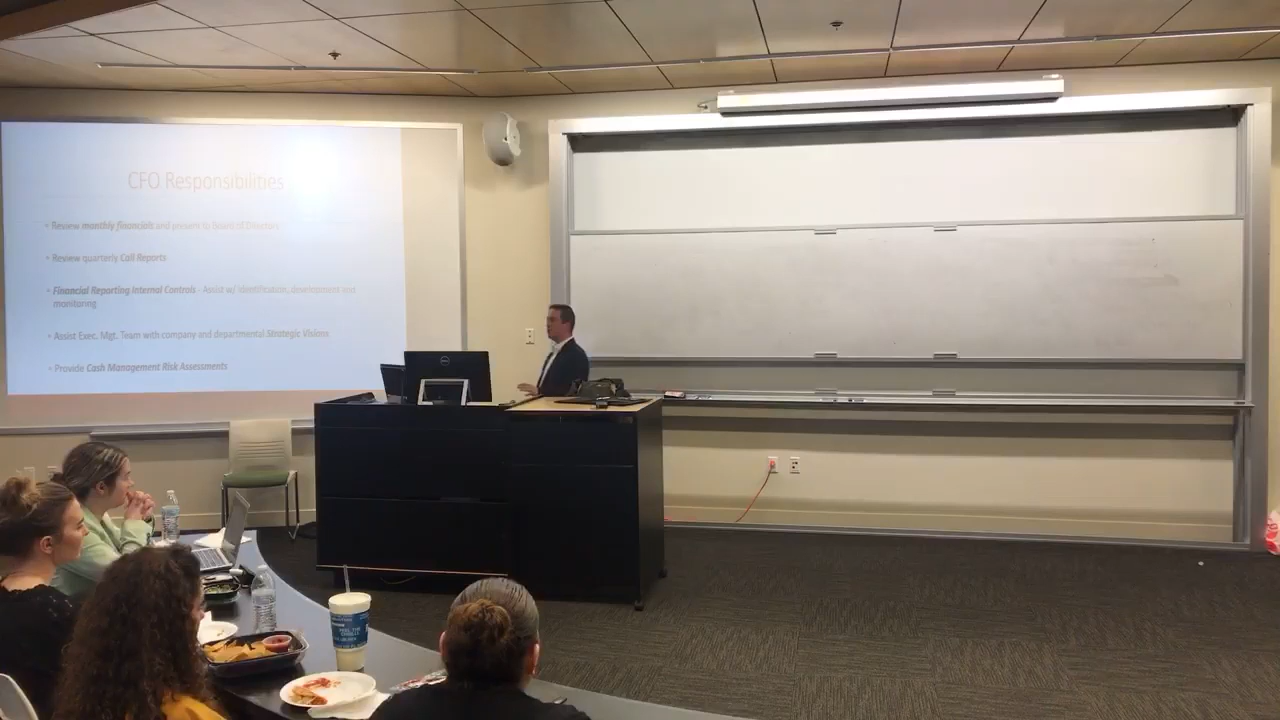 CFO Responsibilities
• Review monthly financials and present to Board of Directors
• Review quarterly Call Reports
• Financial Reporting Internal Controls - Assist w/ identification, development and
monitoring
• Assist Exec. Mgt. Team with company and departmental Strategic Visions
• Provide Cash Management Risk Assessments
DELL